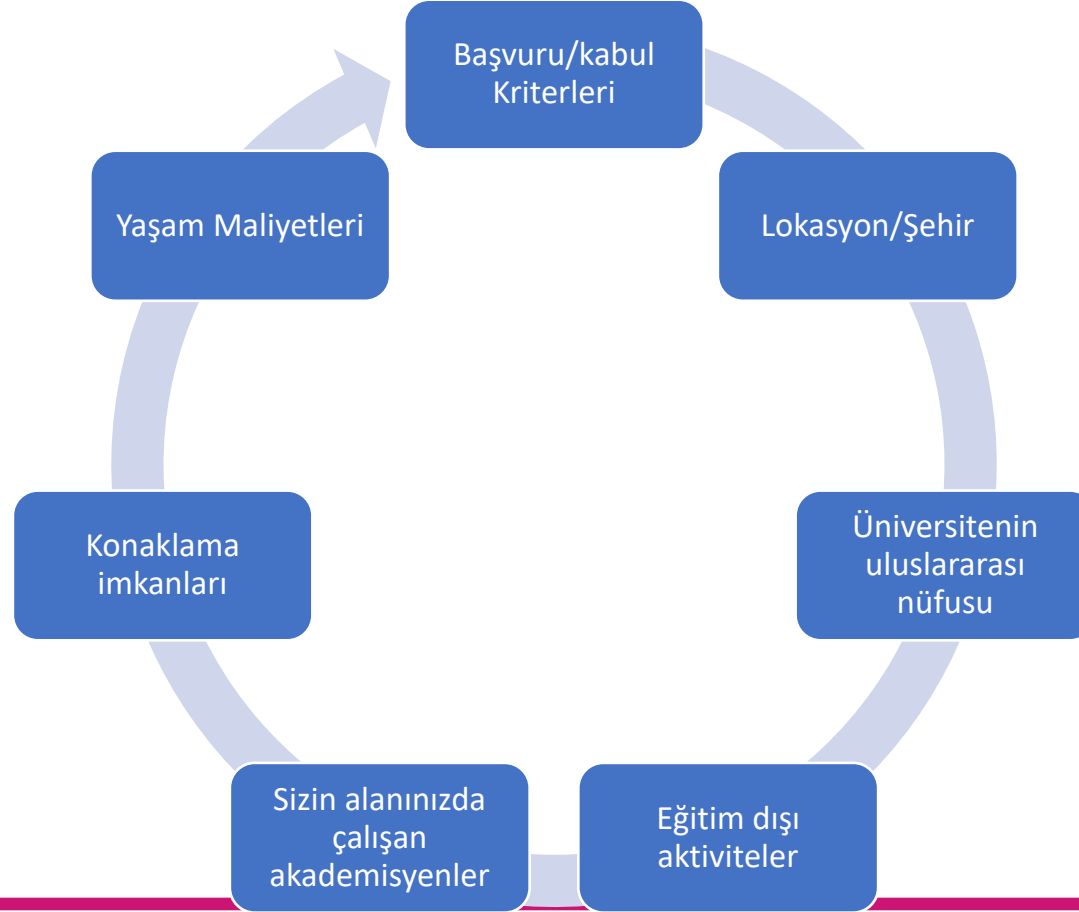 Başvuru/kabul
Kriterleri
Lokasyon/Şehir
Üniversitenin
uluslararası
nüfusu
Eğitim dışı
aktiviteler
Sizin alanınızda
çalışan
akademisyenler
Konaklama
imkanları
Yaşam Maliyetleri